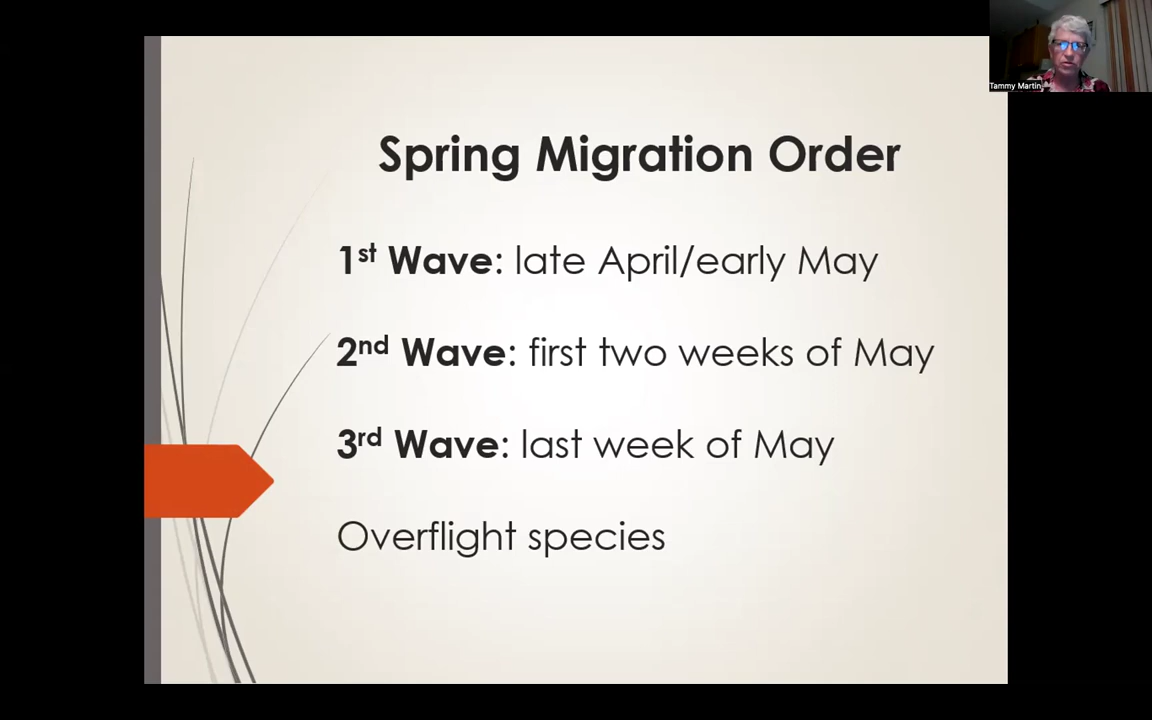 Tammy Martin
Spring Migration Order
1st Wave: late April/early May
2nd Wave: first two weeks of May
3rd Wave: last week of May
Overflight species